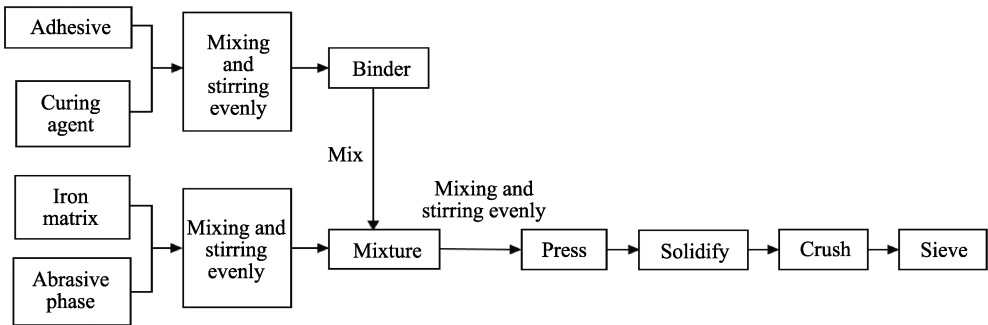 Adhesive
Curing
agent
Mixing
and
stirring
evenly
Binder
Mix
Iron
matrix
Abrasive
phase
Mixing and
stirring
evenly
Mixture
Mixing and
stirring evenly
Press
Solidify
Crush
Sieve